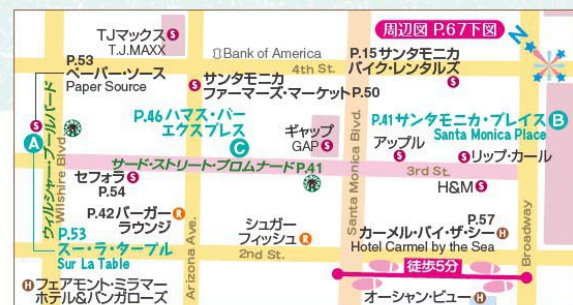 周辺図 P.67下図
TJマックス S
T.J.MAXX
Bank of America
P.15サンタモニカ
バイク・レンタルズ
S
N
4th St.
P.53
ペーパー・ソース
Paper Source
S サンタモニカ
ファーマーズ・マーケット P.50
ウィルシャー・ブールバード
Wilshire Blvd.
S
A
P.46 ハマス・バー
エクスプレス
C
ギャップ
GAP S
Santa Monica Blvd.
P.41 サンタモニカ・プレイス B
Santa Monica Place
アップル
S
S リップ・カール
サード・ストリート・プロムナード P.41
3rd St.
セフォラ S
P.54
H&M S
P.42 バーガー
ラウンジ R
Arizona Ave.
シュガー
フィッシュ R
P.57
カーメル・バイ・ザ・シー H
Hotel Carmel by the Sea
Broadway
P.53
スー・ラ・ターブル
Sur La Table
2nd St.
徒歩5分
H フェアモント・ミラマー
ホテル&バンガローズ
オーシャン・ビュー H